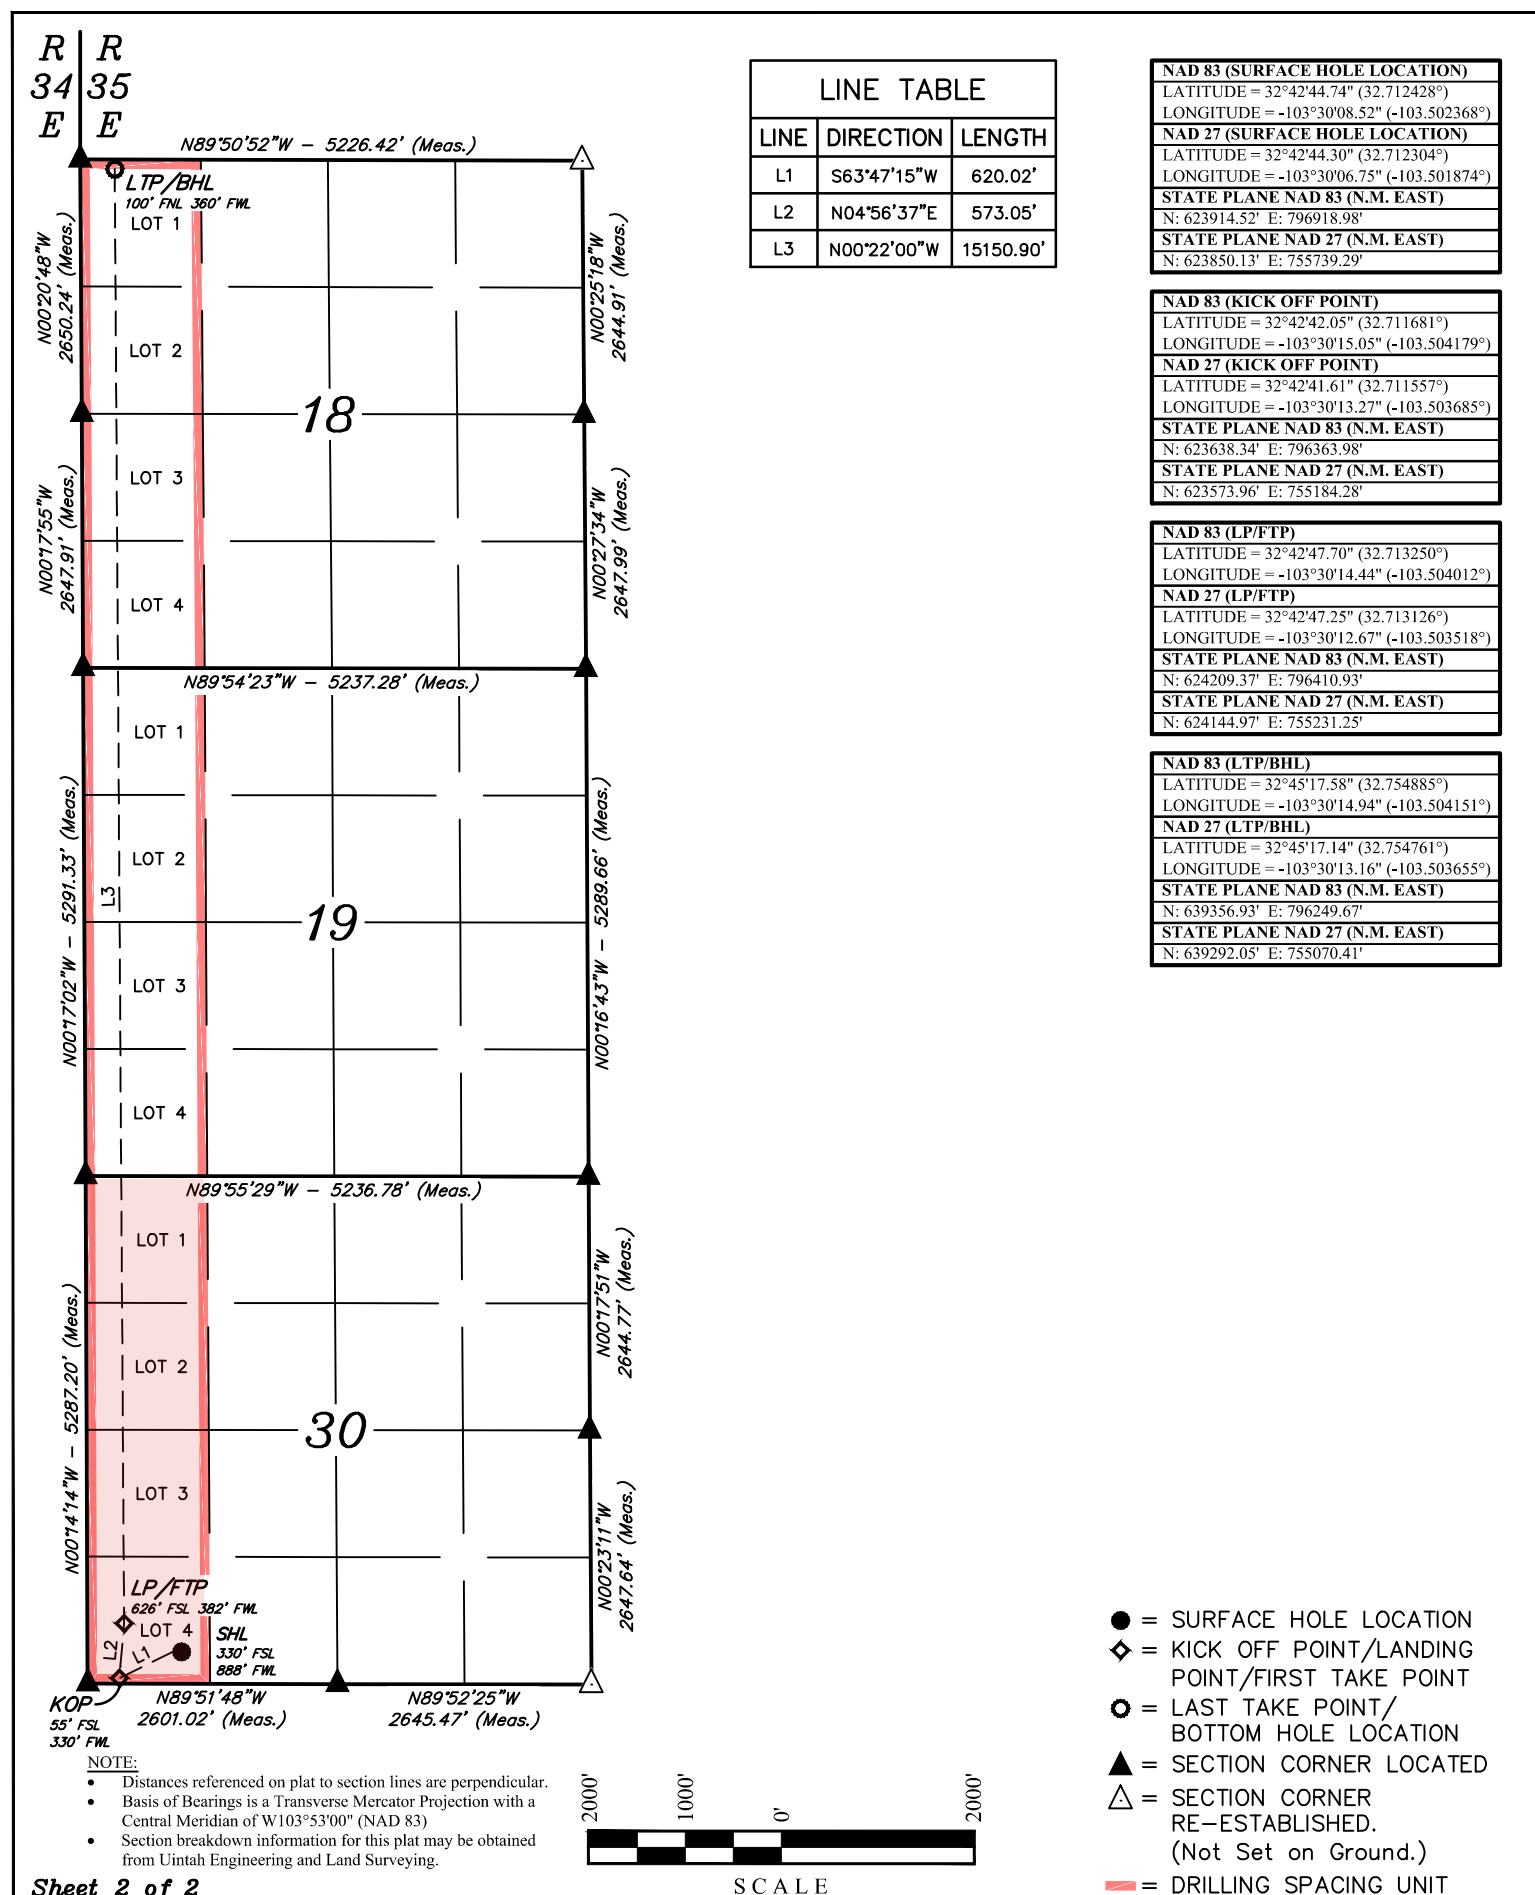 R R
34 35
E E
N89°50'52"W - 5226.42' (Meas.)
LTP/BHL
100' FNL 360' FWL
LOT 1
N00°20'48"W
2650.24' (Meas.)
N00°25'18"W
2644.91' (Meas.)
LOT 2
18
LOT 3
N00°17'55"W
2647.91' (Meas.)
N00°27'34"W
2647.99' (Meas.)
LOT 4
N89°54'23"W - 5237.28' (Meas.)
LOT 1
LOT 2
L3
19
N00°17'02"W - 5291.33' (Meas.)
N00°16'43"W - 5289.66' (Meas.)
LOT 3
LOT 4
N89°55'29"W - 5236.78' (Meas.)
LOT 1
N00°17'51"W
2644.77' (Meas.)
LOT 2
30
N00°14'14"W - 5287.20' (Meas.)
LOT 3
N00°23'11"W
2647.64' (Meas.)
LP/FTP
626' FSL 382' FWL
LOT 4
L2
L1
SHL
330' FSL
888' FWL
KOP
55' FSL
330' FWL
N89°51'48"W
2601.02' (Meas.)
N89°52'25"W
2645.47' (Meas.)
NOTE:
• Distances referenced on plat to section lines are perpendicular.
• Basis of Bearings is a Transverse Mercator Projection with a
Central Meridian of W103°53'00" (NAD 83)
• Section breakdown information for this plat may be obtained
from Uintah Engineering and Land Surveying.
Sheet 2 of 2
2000' 1000' 0' 2000'
SCALE
LINE TABLE
LINE DIRECTION LENGTH
L1 S63°47'15"W 620.02'
L2 N04°56'37"E 573.05'
L3 N00°22'00"W 15150.90'
NAD 83 (SURFACE HOLE LOCATION)
LATITUDE = 32°42'44.74" (32.712428°)
LONGITUDE = -103°30'08.52" (-103.502368°)
NAD 27 (SURFACE HOLE LOCATION)
LATITUDE = 32°42'44.30" (32.712304°)
LONGITUDE = -103°30'06.75" (-103.501874°)
STATE PLANE NAD 83 (N.M. EAST)
N: 623914.52' E: 796918.98'
STATE PLANE NAD 27 (N.M. EAST)
N: 623850.13' E: 755739.29'
NAD 83 (KICK OFF POINT)
LATITUDE = 32°42'42.05" (32.711681°)
LONGITUDE = -103°30'15.05" (-103.504179°)
NAD 27 (KICK OFF POINT)
LATITUDE = 32°42'41.61" (32.711557°)
LONGITUDE = -103°30'13.27" (-103.503685°)
STATE PLANE NAD 83 (N.M. EAST)
N: 623638.34' E: 796363.98'
STATE PLANE NAD 27 (N.M. EAST)
N: 623573.96' E: 755184.28'
NAD 83 (LP/FTP)
LATITUDE = 32°42'47.70" (32.713250°)
LONGITUDE = -103°30'14.44" (-103.504012°)
NAD 27 (LP/FTP)
LATITUDE = 32°42'47.25" (32.713126°)
LONGITUDE = -103°30'12.67" (-103.503518°)
STATE PLANE NAD 83 (N.M. EAST)
N: 624209.37' E: 796410.93'
STATE PLANE NAD 27 (N.M. EAST)
N: 624144.97' E: 755231.25'
NAD 83 (LTP/BHL)
LATITUDE = 32°45'17.58" (32.754885°)
LONGITUDE = -103°30'14.94" (-103.504151°)
NAD 27 (LTP/BHL)
LATITUDE = 32°45'17.14" (32.754761°)
LONGITUDE = -103°30'13.16" (-103.503655°)
STATE PLANE NAD 83 (N.M. EAST)
N: 639356.93' E: 796249.67'
STATE PLANE NAD 27 (N.M. EAST)
N: 639292.05' E: 755070.41'
= SURFACE HOLE LOCATION
= KICK OFF POINT/LANDING
POINT/FIRST TAKE POINT
= LAST TAKE POINT/
BOTTOM HOLE LOCATION
= SECTION CORNER LOCATED
= SECTION CORNER
RE-ESTABLISHED.
(Not Set on Ground.)
= DRILLING SPACING UNIT